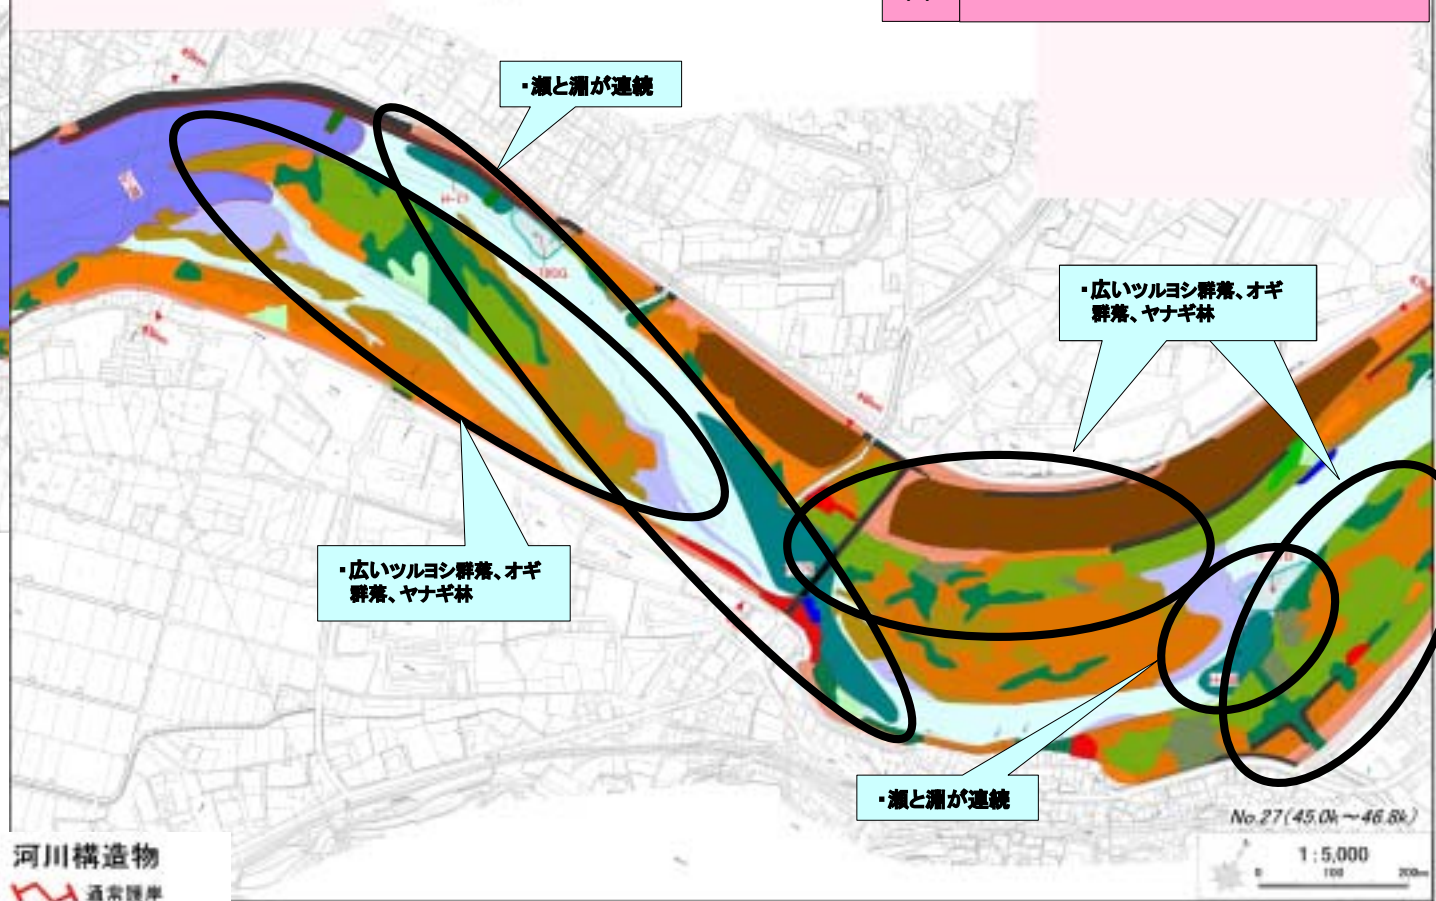 ・瀬と淵が連続
・広いツルヨシ群落、オギ
群落、ヤナギ林
・広いツルヨシ群落、オギ
群落、ヤナギ林
・瀬と淵が連続
No.27(45.0k～46.8k)
1:5,000
0 100 200m
河川構造物
通常護岸